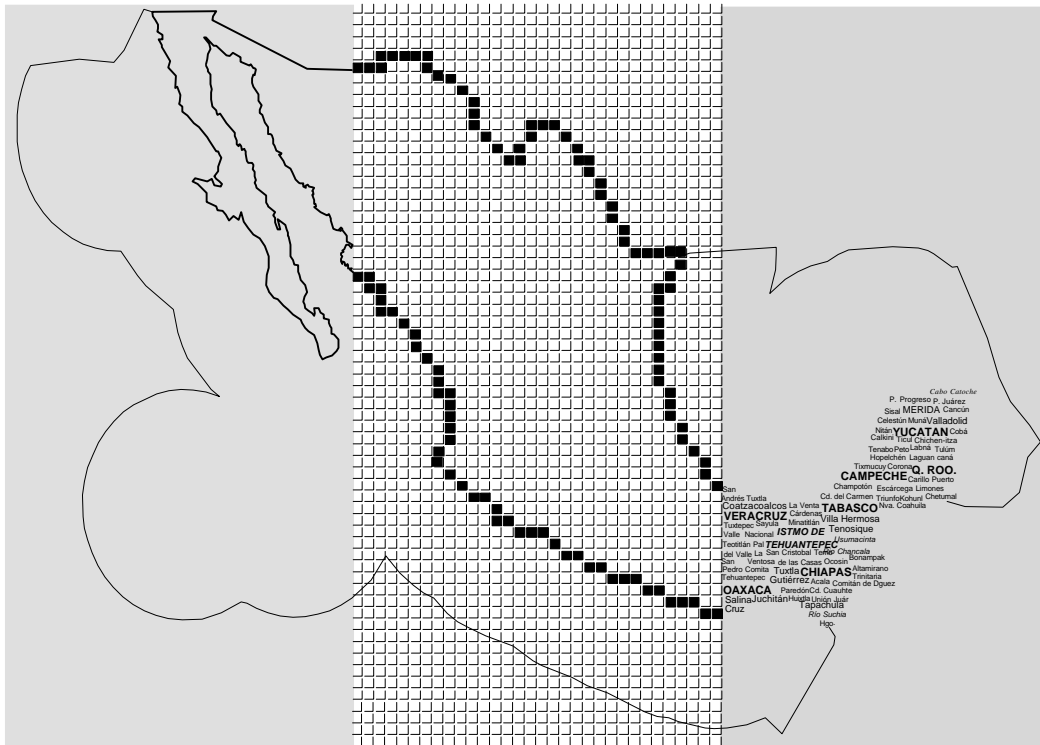 Cabo Catoche
P. Progreso P. Juárez
Sisal MERIDA Cancún
Celestún Muná Valladolid
Nitán YUCATAN Cobá
Calkini Ticul Chichen-itza
Tenabo Peto Labná Tulúm
Hopelchén Laguan caná
Tixmucuy Corona Q. ROO.
CAMPECHE Carillo Puerto
San Champotón Escárcega Limones
Andrés Tuxtla Cd. del Carmen Triunfo Kohunl Chetumal
Coatzacoalcos La Venta TABASCO Nva. Coahuila
VERACRUZ Cárdenas Villa Hermosa
Tuxtepec Sayula Minatitlán
Valle Nacional ISTMO DE Tenosique
Teotitlán Pal TEHUANTEPEC Usumacinta
del Valle La San Cristobal Río Chancala
San Ventosa de las Casas Ocosin Bonampak
Pedro Comita Tuxtla CHIAPAS Altamirano
Tehuantepec Gutiérrez Acala Trinitaria
Comitán de Dguez
OAXACA Paredón Cd. Cuauhte
Salina Juchitán Huixtla Unión Juár
Cruz Tapachula
Río Suchia
Hgo.